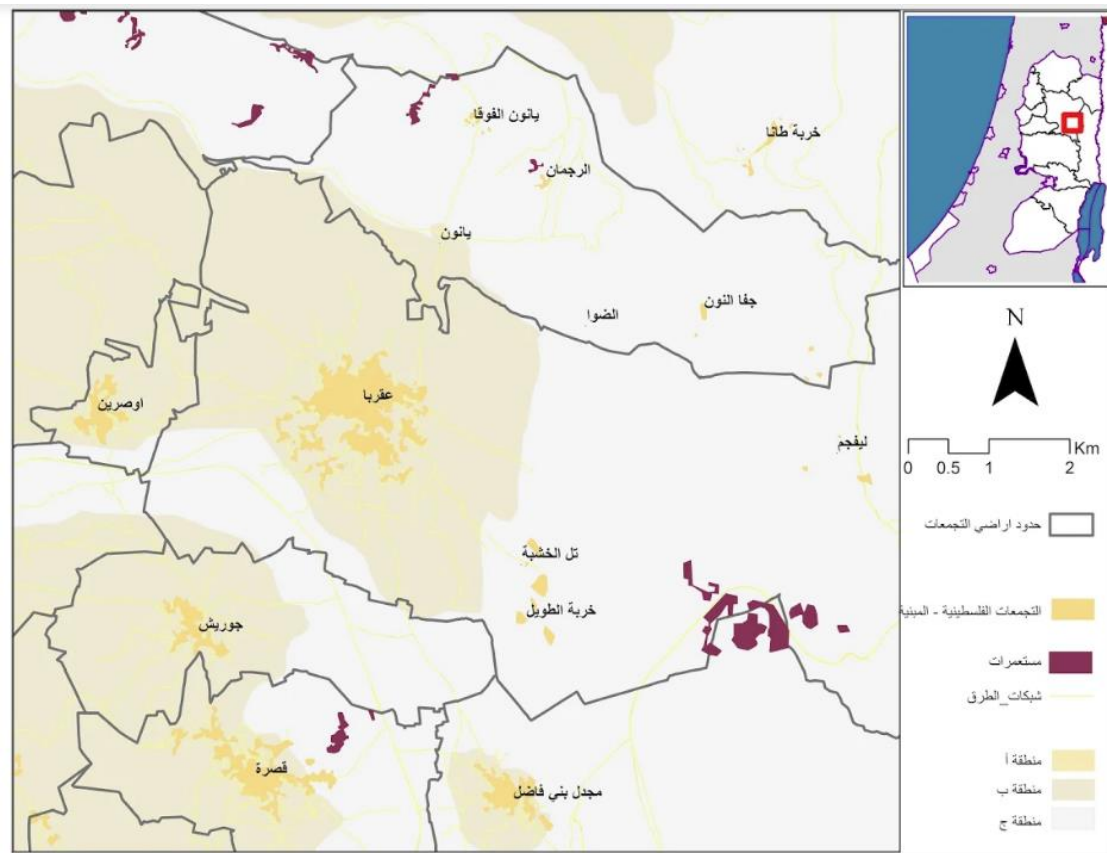 يانون الفوقا
خربة طانا
الرجمان
يانون
جفا النون
الضوا
عقربا
اوصرين
ليفجم
تل الخشبة
خربة الطويل
جوريش
قصرة
مجدل بني فاضل
N
0 0.5 1 2 Km
حدود اراضي التجمعات
التجمعات الفلسطينية - المبنية
مستعمرات
شبكات_الطرق
منطقة أ
منطقة ب
منطقة ج